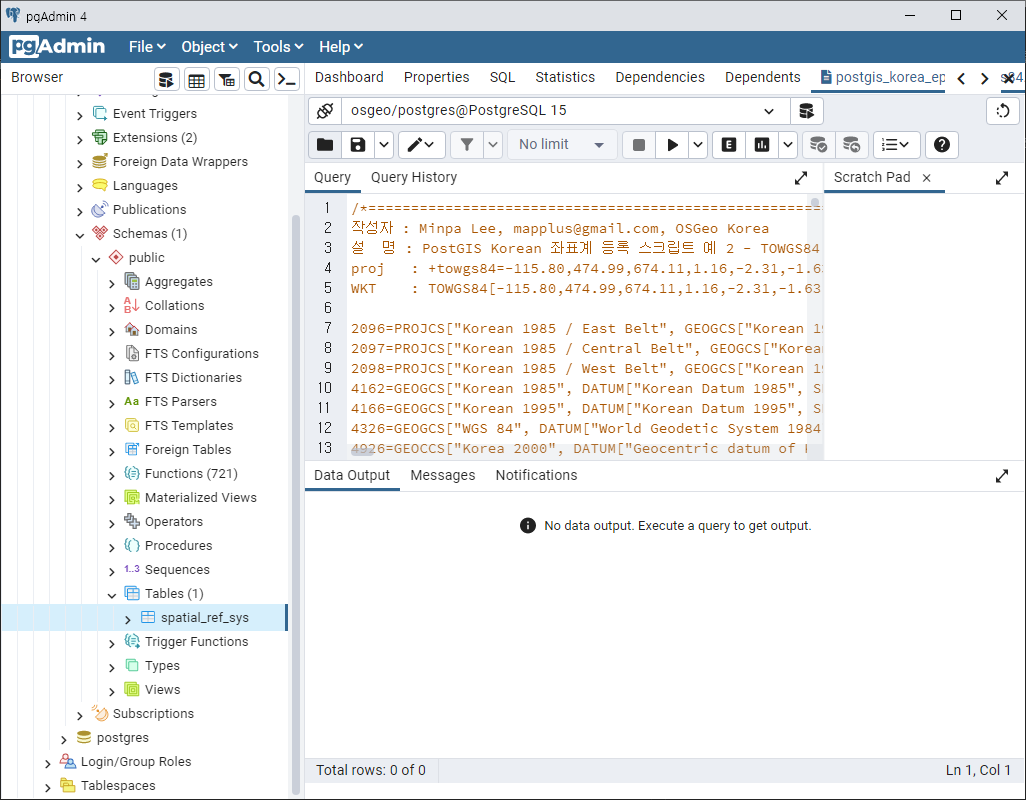 pgAdmin 4
pgAdmin File Object Tools Help
Browser
Dashboard Properties SQL Statistics Dependencies Dependents postgis_korea_ep
osgeo/postgres@PostgreSQL 15
No limit
E
Query Query History
Scratch Pad
Event Triggers
Extensions (2)
Foreign Data Wrappers
Languages
Publications
Schemas (1)
public
Aggregates
Collations
Domains
FTS Configurations
FTS Dictionaries
Aa FTS Parsers
FTS Templates
Foreign Tables
Functions (721)
Materialized Views
Operators
Procedures
1..3 Sequences
Tables (1)
spatial_ref_sys
Trigger Functions
Types
Views
Subscriptions
postgres
Login/Group Roles
Tablespaces
1 /*====================================================
2 작성자 : Minpa Lee, mapplus@gmail.com, OSGeo Korea
3 설 명 : PostGIS Korean 좌표계 등록 스크립트 예 2 - TOWGS84
4 proj : +towgs84=-115.80,474.99,674.11,1.16,-2.31,-1.63
5 WKT : TOWGS84[-115.80,474.99,674.11,1.16,-2.31,-1.63
6
7 2096=PROJCS["Korean 1985 / East Belt", GEOGCS["Korean 19
8 2097=PROJCS["Korean 1985 / Central Belt", GEOGCS["Korean
9 2098=PROJCS["Korean 1985 / West Belt", GEOGCS["Korean 19
10 4162=GEOGCS["Korean 1985", DATUM["Korean Datum 1985", S
11 4166=GEOGCS["Korean 1995", DATUM["Korean Datum 1995", S
12 4326=GEOGCS["WGS 84", DATUM["World Geodetic System 1984
13 4926=GEOCCS["Korea 2000", DATUM["Geocentric datum of K
Data Output Messages Notifications
No data output. Execute a query to get output.
Total rows: 0 of 0
Ln 1, Col 1